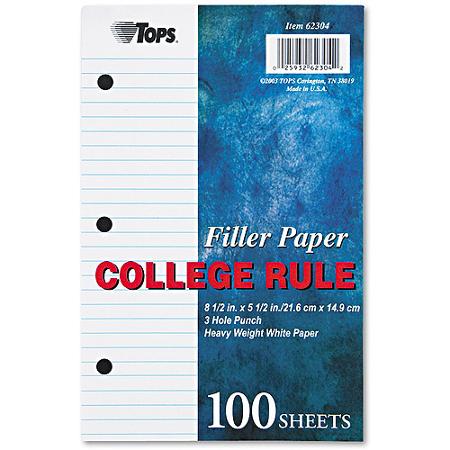 TOPS
Item 62304
0 25932 62304 2
©2003 TOPS Covington, TN 38019
Made in U.S.A.
Filler Paper
COLLEGE RULE
8 1/2 in. x 5 1/2 in./21.6 cm x 14.9 cm
3 Hole Punch
Heavy Weight White Paper
100 SHEETS